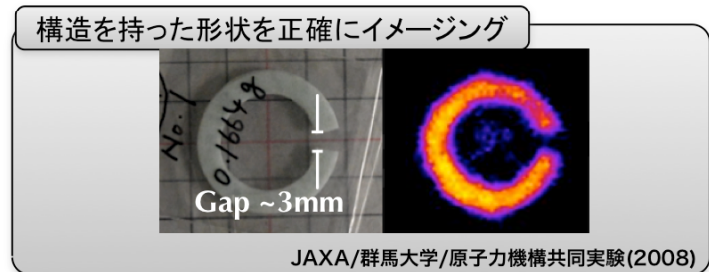 構造を持った形状を正確にイメージング
No. 1
0.1664 g
Gap ~3mm
JAXA/群馬大学/原子力機構共同実験(2008)